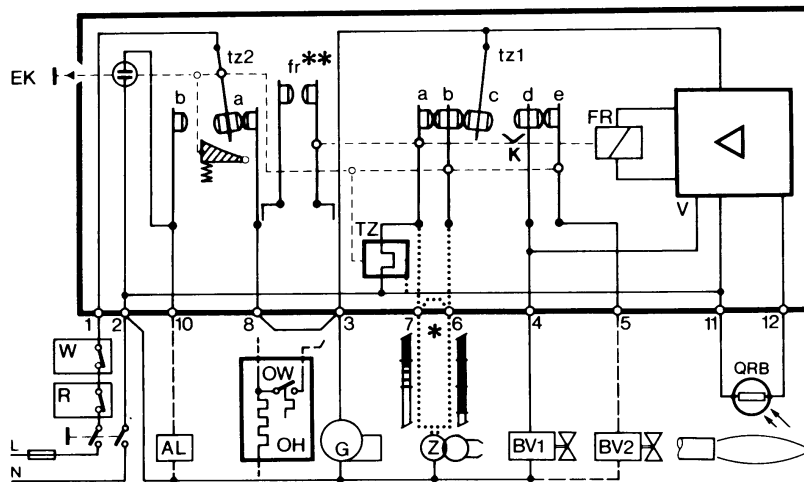 tz2
fr**
tz1
EK
b
a
a
b
c
d
e
FR
K
V
TZ
1
2
10
8
3
7
*
6
4
5
11
12
W
R
OW
OH
QRB
L
N
AL
G
Z
BV1
BV2